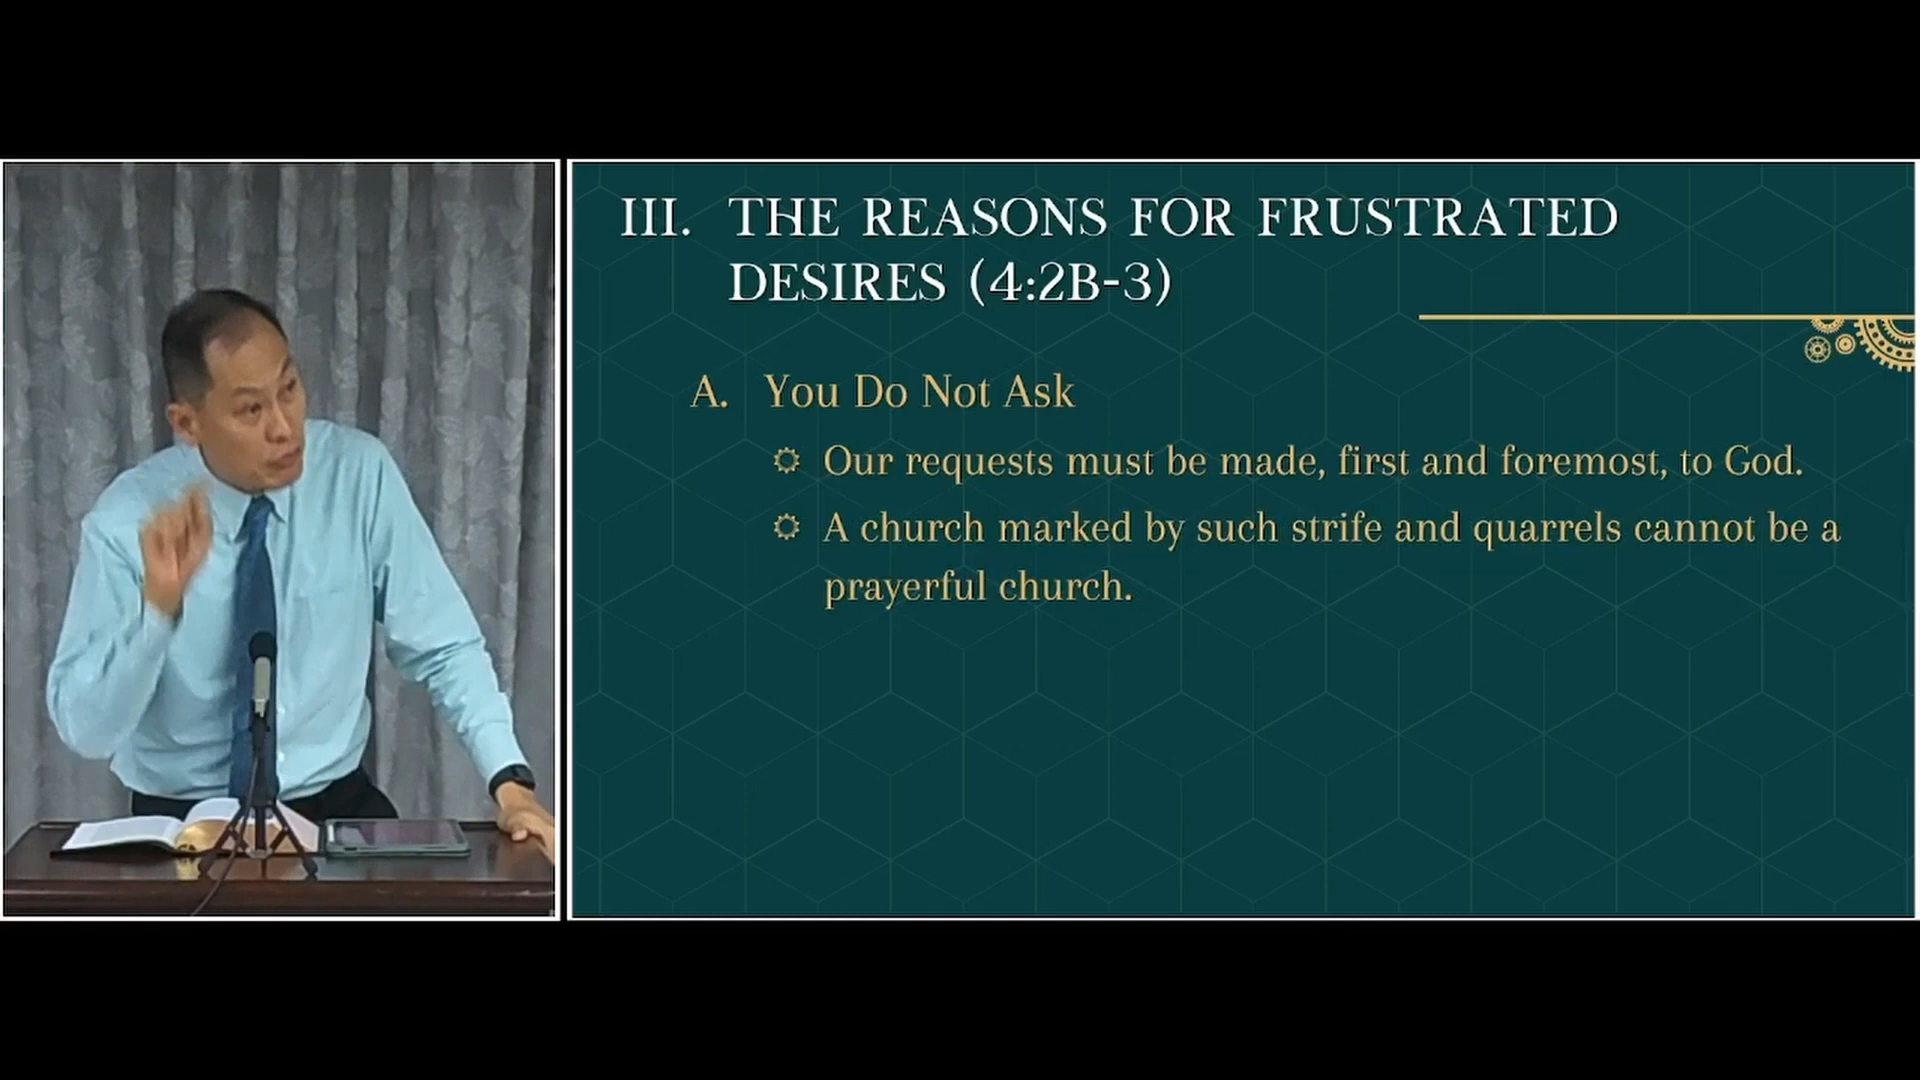 III. THE REASONS FOR FRUSTRATED
DESIRES (4:2B-3)
A. You Do Not Ask
Our requests must be made, first and foremost, to God.
A church marked by such strife and quarrels cannot be a
prayerful church.